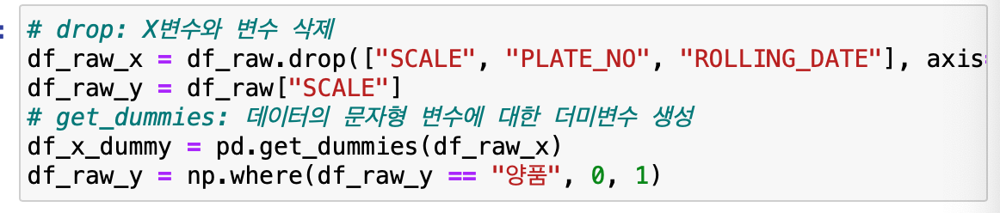 # drop: X변수와 변수 삭제
df_raw_x = df_raw.drop(["SCALE", "PLATE_NO", "ROLLING_DATE"], axis=
df_raw_y = df_raw["SCALE"]
# get_dummies: 데이터의 문자형 변수에 대한 더미변수 생성
df_x_dummy = pd.get_dummies(df_raw_x)
df_raw_y = np.where(df_raw_y == "양품", 0, 1)